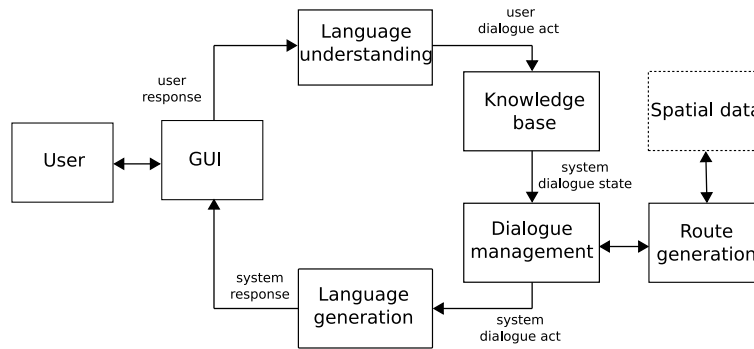 user
dialogue act
Language
understanding
user
response
Knowledge
base
Spatial data
User
GUI
system
dialogue state
Dialogue
management
Route
generation
system
response
Language
generation
system
dialogue act